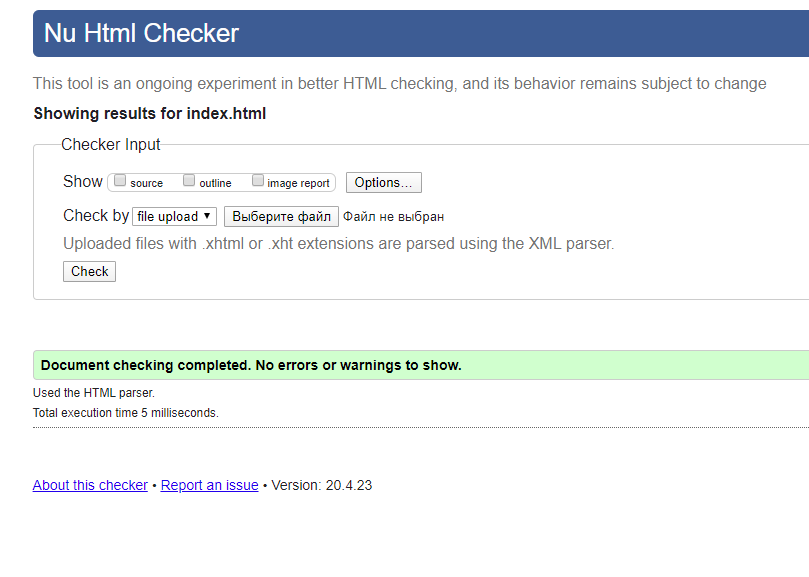 Nu Html Checker
This tool is an ongoing experiment in better HTML checking, and its behavior remains subject to change
Showing results for index.html
Checker Input
Show source outline image report Options...
Check by file upload Выберите файл Файл не выбран
Uploaded files with .xhtml or .xht extensions are parsed using the XML parser.
Check
Document checking completed. No errors or warnings to show.
Used the HTML parser.
Total execution time 5 milliseconds.
About this checker • Report an issue • Version: 20.4.23